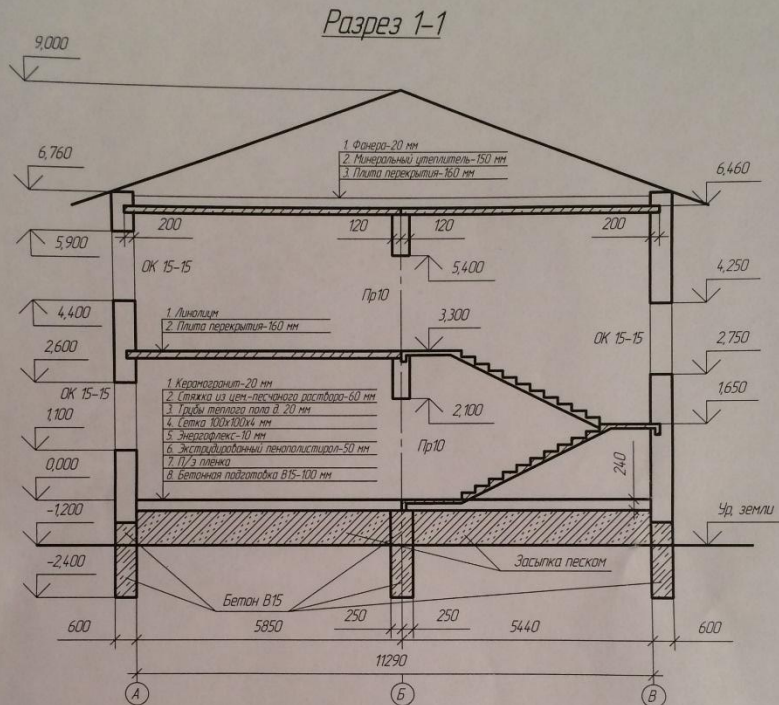 Разрез 1-1
9,000
6,760
1. Фанера-20 мм
2. Минеральный утеплитель-150 мм
3. Плита перекрытия-160 мм
6,460
200
120
120
200
5,900
ОК 15-15
5,400
4,250
Пр10
4,400
1. Линолиум
2. Плита перекрытия-160 мм
3,300
ОК 15-15
2,600
2,750
ОК 15-15
1. Керамогранит-20 мм
2. Стяжка из цем-песчаного раствора-60 мм
3. Трубы теплого пола д. 20 мм
4. Сетка 100х100х4 мм
5. Энергофлекс-10 мм
6. Экструдированный пенополистирол-50 мм
7. П/э пленка
8. Бетонная подготовка В15-100 мм
2,100
1,650
1,100
Пр10
0,000
240
-1,200
Ур. земли
Засыпка песком
-2,400
Бетон В15
600
5850
250
250
5440
600
11290
А
Б
В